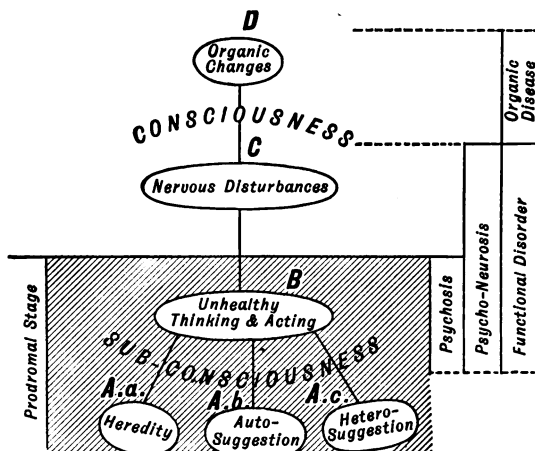 D
Organic
Changes
CONSCIOUSNESS
C
Nervous Disturbances
B
Unhealthy
Thinking & Acting
SUB-CONSCIOUSNESS
A.a.
A.b.
A.c.
Heredity
Auto-
Suggestion
Hetero-
Suggestion
Prodromal Stage
Psychosis
Psycho-Neurosis
Functional Disorder
Organic
Disease